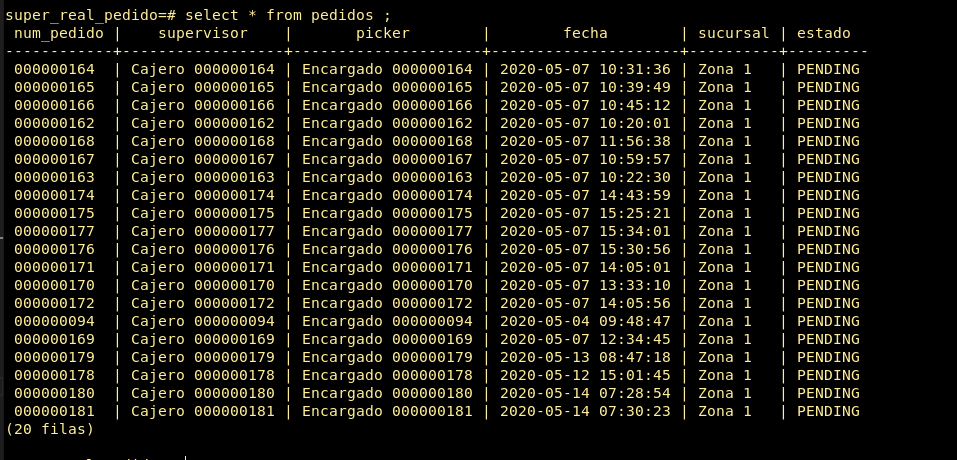 super_real_pedido=# select * from pedidos ;
 num_pedido |    supervisor    |       picker        |        fecha        | sucursal | estado
------------+------------------+---------------------+---------------------+----------+---------
 000000164  | Cajero 000000164 | Encargado 000000164 | 2020-05-07 10:31:36 | Zona 1   | PENDING
 000000165  | Cajero 000000165 | Encargado 000000165 | 2020-05-07 10:39:49 | Zona 1   | PENDING
 000000166  | Cajero 000000166 | Encargado 000000166 | 2020-05-07 10:45:12 | Zona 1   | PENDING
 000000162  | Cajero 000000162 | Encargado 000000162 | 2020-05-07 10:20:01 | Zona 1   | PENDING
 000000168  | Cajero 000000168 | Encargado 000000168 | 2020-05-07 11:56:38 | Zona 1   | PENDING
 000000167  | Cajero 000000167 | Encargado 000000167 | 2020-05-07 10:59:57 | Zona 1   | PENDING
 000000163  | Cajero 000000163 | Encargado 000000163 | 2020-05-07 10:22:30 | Zona 1   | PENDING
 000000174  | Cajero 000000174 | Encargado 000000174 | 2020-05-07 14:43:59 | Zona 1   | PENDING
 000000175  | Cajero 000000175 | Encargado 000000175 | 2020-05-07 15:25:21 | Zona 1   | PENDING
 000000177  | Cajero 000000177 | Encargado 000000177 | 2020-05-07 15:34:01 | Zona 1   | PENDING
 000000176  | Cajero 000000176 | Encargado 000000176 | 2020-05-07 15:30:56 | Zona 1   | PENDING
 000000171  | Cajero 000000171 | Encargado 000000171 | 2020-05-07 14:05:01 | Zona 1   | PENDING
 000000170  | Cajero 000000170 | Encargado 000000170 | 2020-05-07 13:33:10 | Zona 1   | PENDING
 000000172  | Cajero 000000172 | Encargado 000000172 | 2020-05-07 14:05:56 | Zona 1   | PENDING
 000000094  | Cajero 000000094 | Encargado 000000094 | 2020-05-04 09:48:47 | Zona 1   | PENDING
 000000169  | Cajero 000000169 | Encargado 000000169 | 2020-05-07 12:34:45 | Zona 1   | PENDING
 000000179  | Cajero 000000179 | Encargado 000000179 | 2020-05-13 08:47:18 | Zona 1   | PENDING
 000000178  | Cajero 000000178 | Encargado 000000178 | 2020-05-12 15:01:45 | Zona 1   | PENDING
 000000180  | Cajero 000000180 | Encargado 000000180 | 2020-05-14 07:28:54 | Zona 1   | PENDING
 000000181  | Cajero 000000181 | Encargado 000000181 | 2020-05-14 07:30:23 | Zona 1   | PENDING
(20 filas)